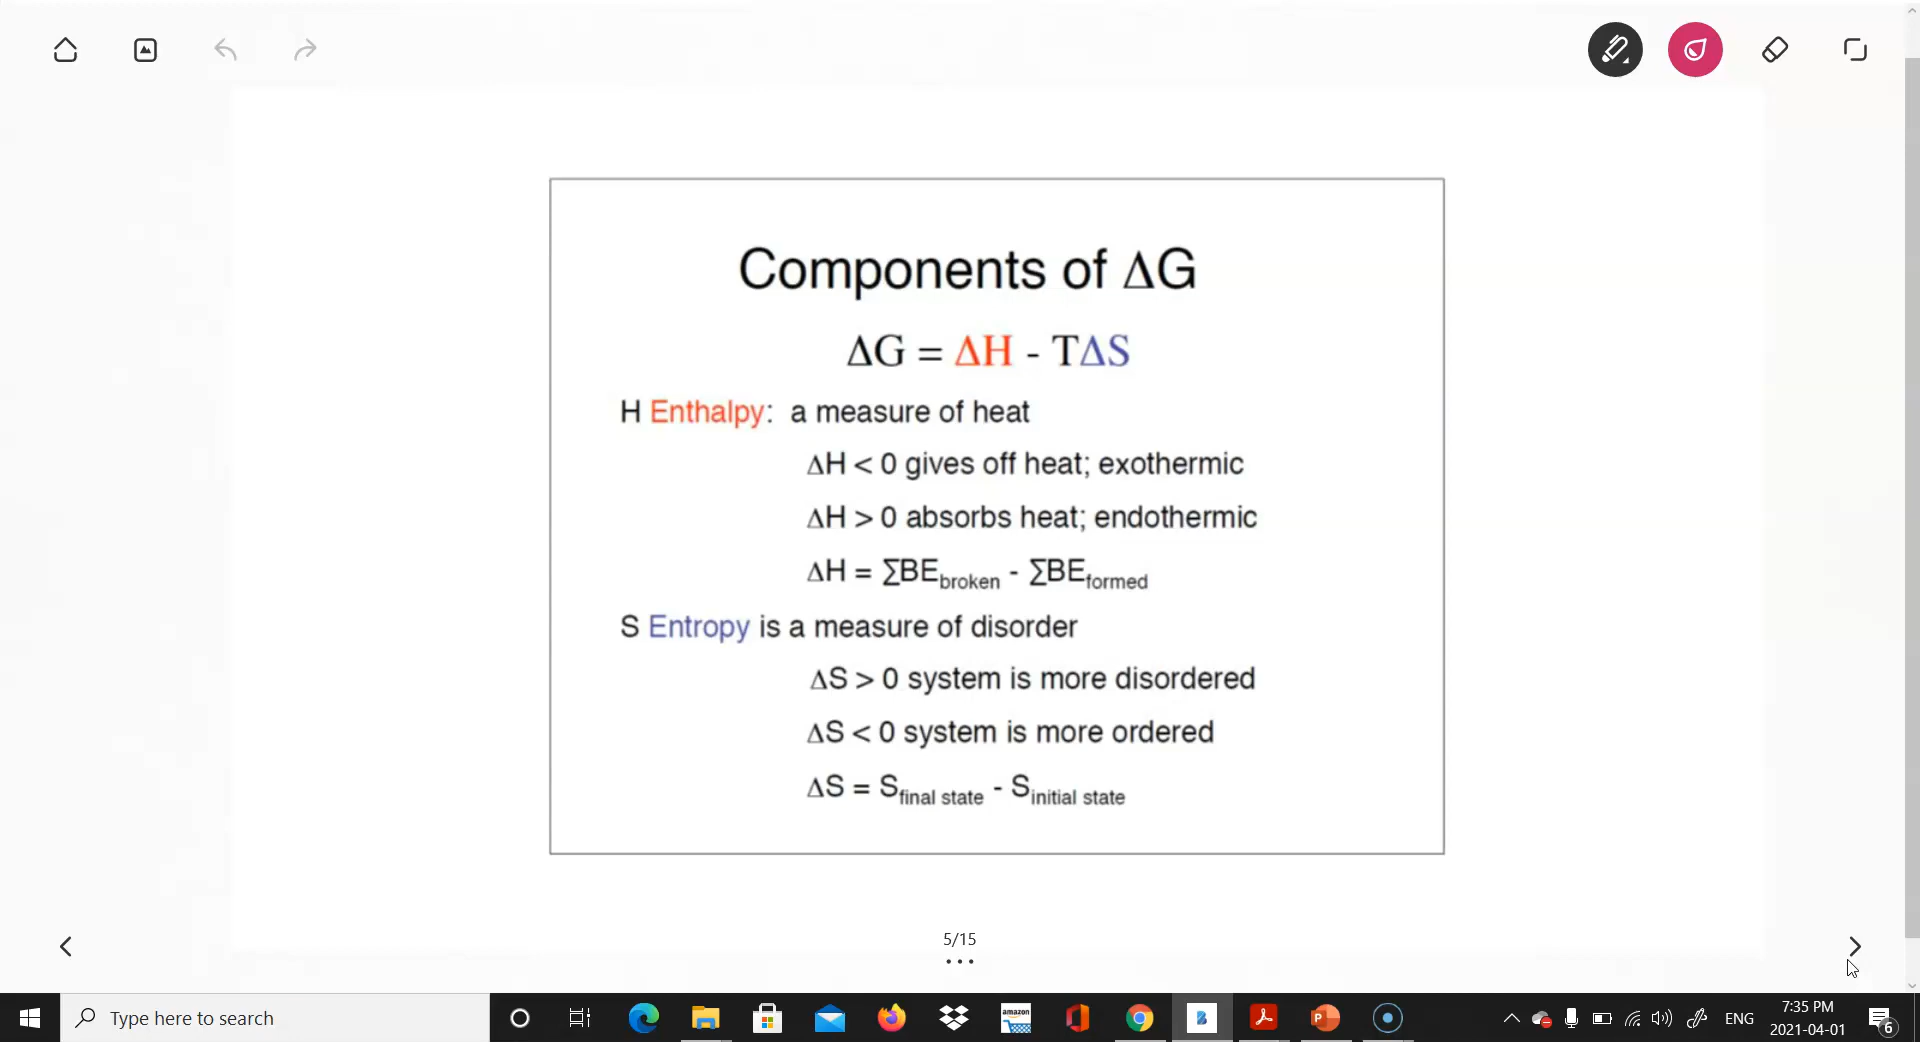 Components of ΔG
ΔG = ΔH - TΔS
H Enthalpy: a measure of heat
ΔH < 0 gives off heat; exothermic
ΔH > 0 absorbs heat; endothermic
ΔH = ∑BEbroken - ∑BEformed
S Entropy is a measure of disorder
ΔS > 0 system is more disordered
ΔS < 0 system is more ordered
ΔS = Sfinal state - Sinitial state
5/15
Type here to search
amazon
B
P
ENG
7:35 PM
2021-04-01
6